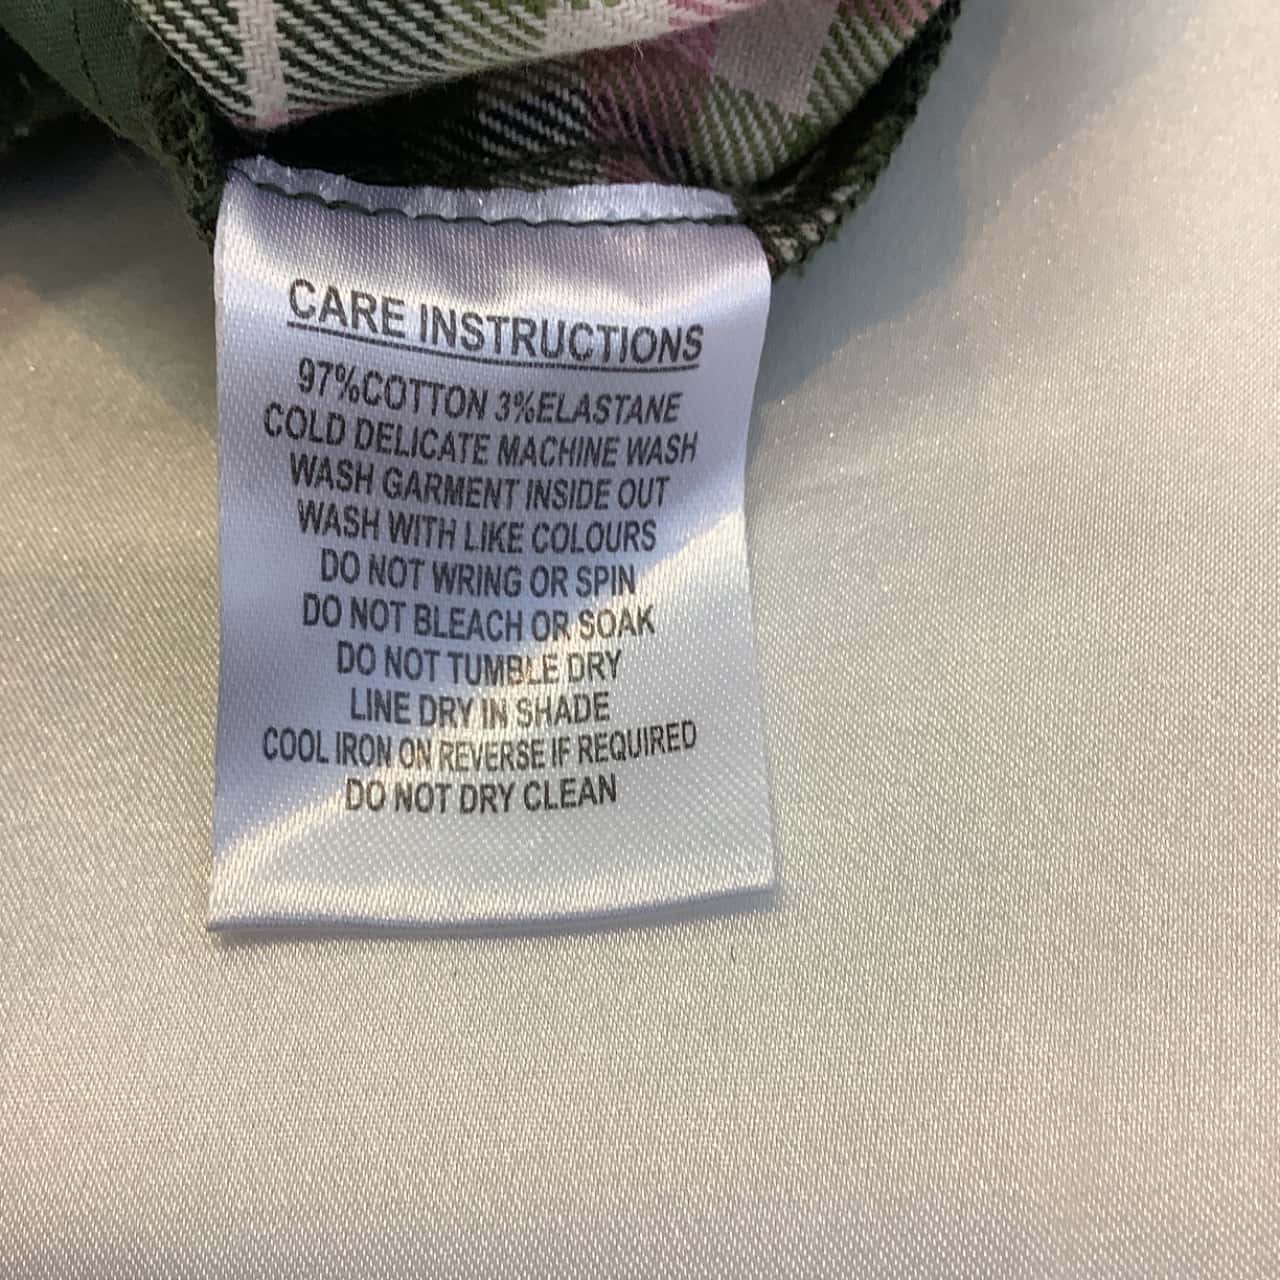 CARE INSTRUCTIONS
97%COTTON 3%ELASTANE
COLD DELICATE MACHINE WASH
WASH GARMENT INSIDE OUT
WASH WITH LIKE COLOURS
DO NOT WRING OR SPIN
DO NOT BLEACH OR SOAK
DO NOT TUMBLE DRY
LINE DRY IN SHADE
COOL IRON ON REVERSE IF REQUIRED
DO NOT DRY CLEAN